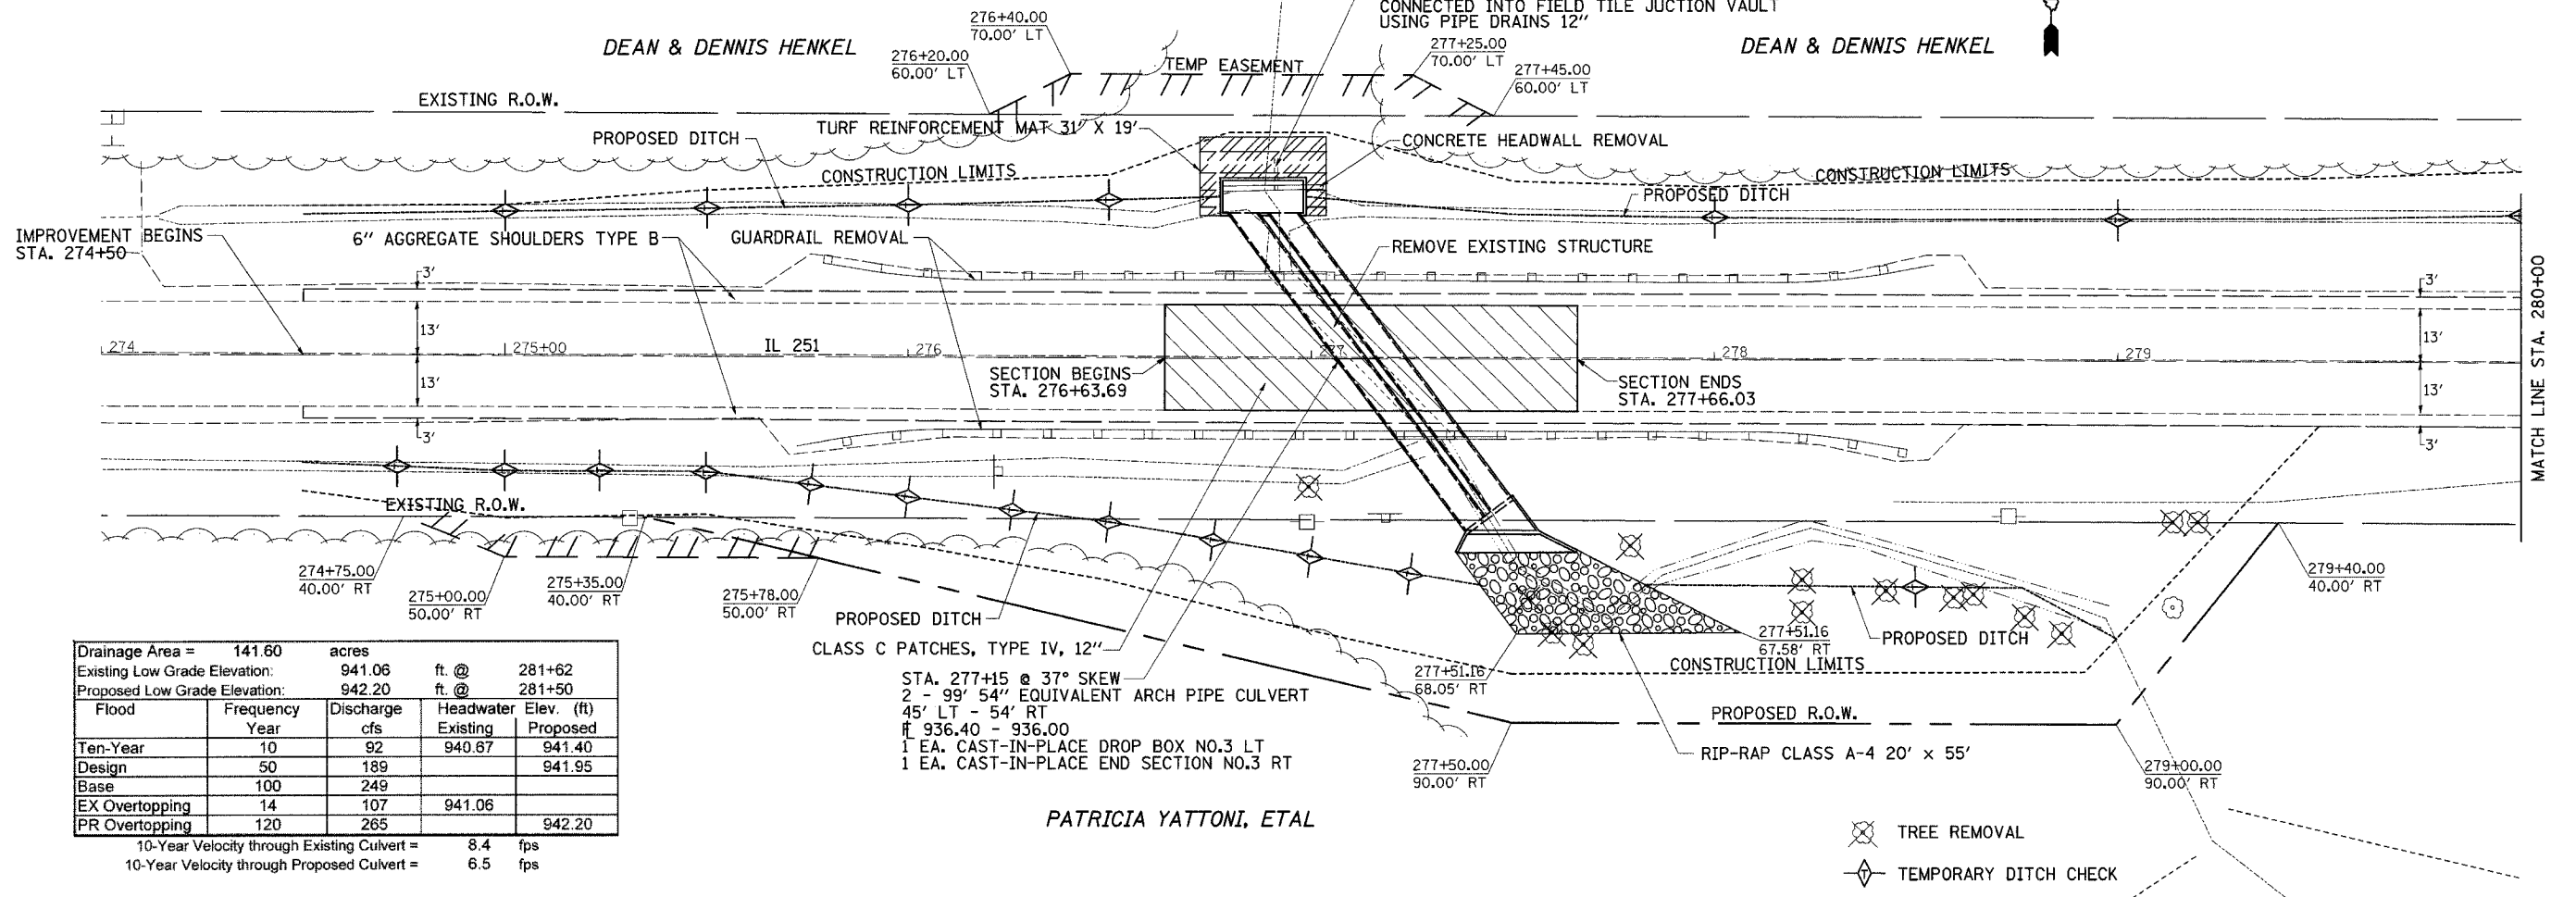 CONNECTED INTO FIELD TILE JUCTION VAULT
USING PIPE DRAINS 12"
276+40.00
70.00' LT
DEAN & DENNIS HENKEL
276+20.00
60.00' LT
TEMP EASEMENT
277+25.00
70.00' LT
277+45.00
60.00' LT
DEAN & DENNIS HENKEL
EXISTING R.O.W.
PROPOSED DITCH
TURF REINFORCEMENT MAT 31' X 19'
CONCRETE HEADWALL REMOVAL
CONSTRUCTION LIMITS
CONSTRUCTION LIMITS
PROPOSED DITCH
IMPROVEMENT BEGINS
STA. 274+50
6" AGGREGATE SHOULDERS TYPE B
GUARDRAIL REMOVAL
REMOVE EXISTING STRUCTURE
3'
3'
13'
13'
274
275+00
IL 251
276
277
278
279
13'
13'
3'
3'
MATCH LINE STA. 280+00
SECTION BEGINS
STA. 276+63.69
SECTION ENDS
STA. 277+66.03
EXISTING R.O.W.
274+75.00
40.00' RT
275+00.00
50.00' RT
275+35.00
40.00' RT
275+78.00
50.00' RT
279+40.00
40.00' RT
PROPOSED DITCH
CLASS C PATCHES, TYPE IV, 12"
STA. 277+15 @ 37° SKEW
2 - 99' 54" EQUIVALENT ARCH PIPE CULVERT
45' LT - 54' RT
FL 936.40 - 936.00
1 EA. CAST-IN-PLACE DROP BOX NO.3 LT
1 EA. CAST-IN-PLACE END SECTION NO.3 RT
277+51.16
68.05' RT
277+51.16
67.58' RT
PROPOSED DITCH
CONSTRUCTION LIMITS
PROPOSED R.O.W.
RIP-RAP CLASS A-4 20' x 55'
277+50.00
90.00' RT
279+00.00
90.00' RT
PATRICIA YATTONI, ETAL
TREE REMOVAL
T TEMPORARY DITCH CHECK
Drainage Area = 141.60 acres
Existing Low Grade Elevation: 941.06 ft. @ 281+62
Proposed Low Grade Elevation: 942.20 ft. @ 281+50
Flood Frequency Discharge Headwater Elev. (ft)
Year cfs Existing Proposed
Ten-Year 10 92 940.67 941.40
Design 50 189 941.95
Base 100 249
EX Overtopping 14 107 941.06
PR Overtopping 120 265 942.20
10-Year Velocity through Existing Culvert = 8.4 fps
10-Year Velocity through Proposed Culvert = 6.5 fps